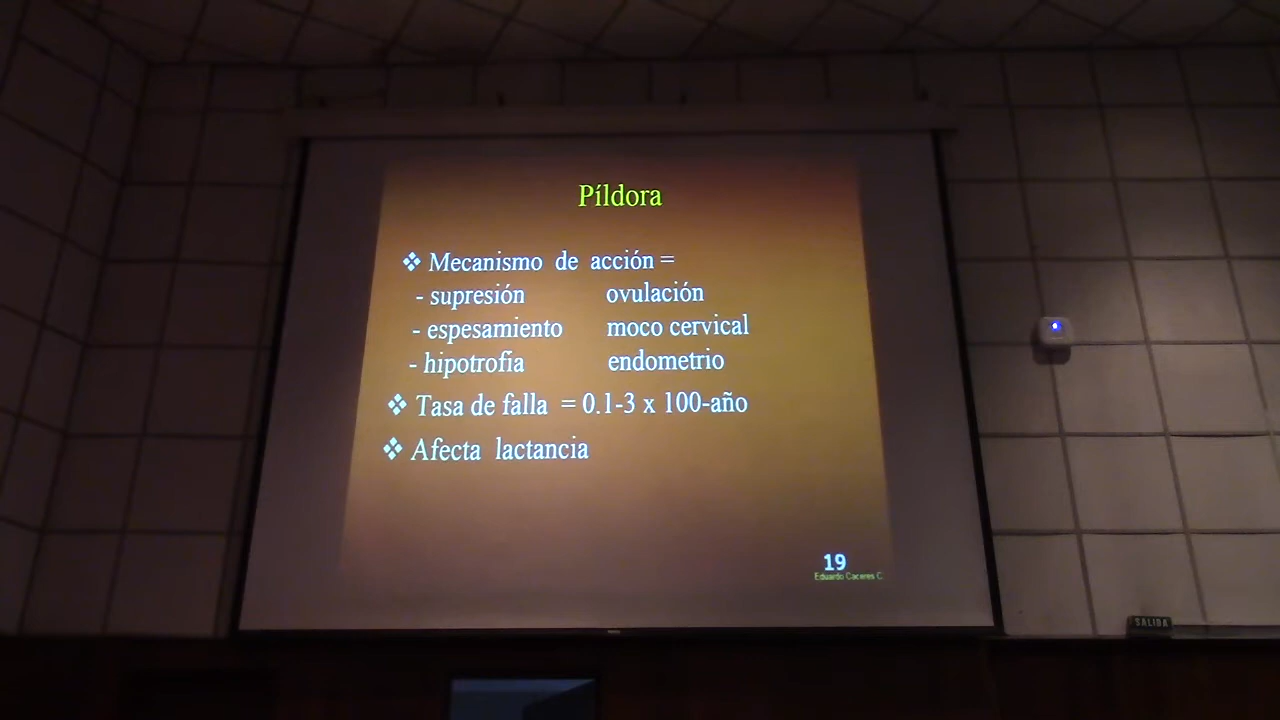 Píldora
❖ Mecanismo de acción =
- supresión ovulación
- espesamiento moco cervical
- hipotrofía endometrio
❖ Tasa de falla = 0.1-3 x 100-año
❖ Afecta lactancia
19
Eduardo Caceres C.
SALIDA